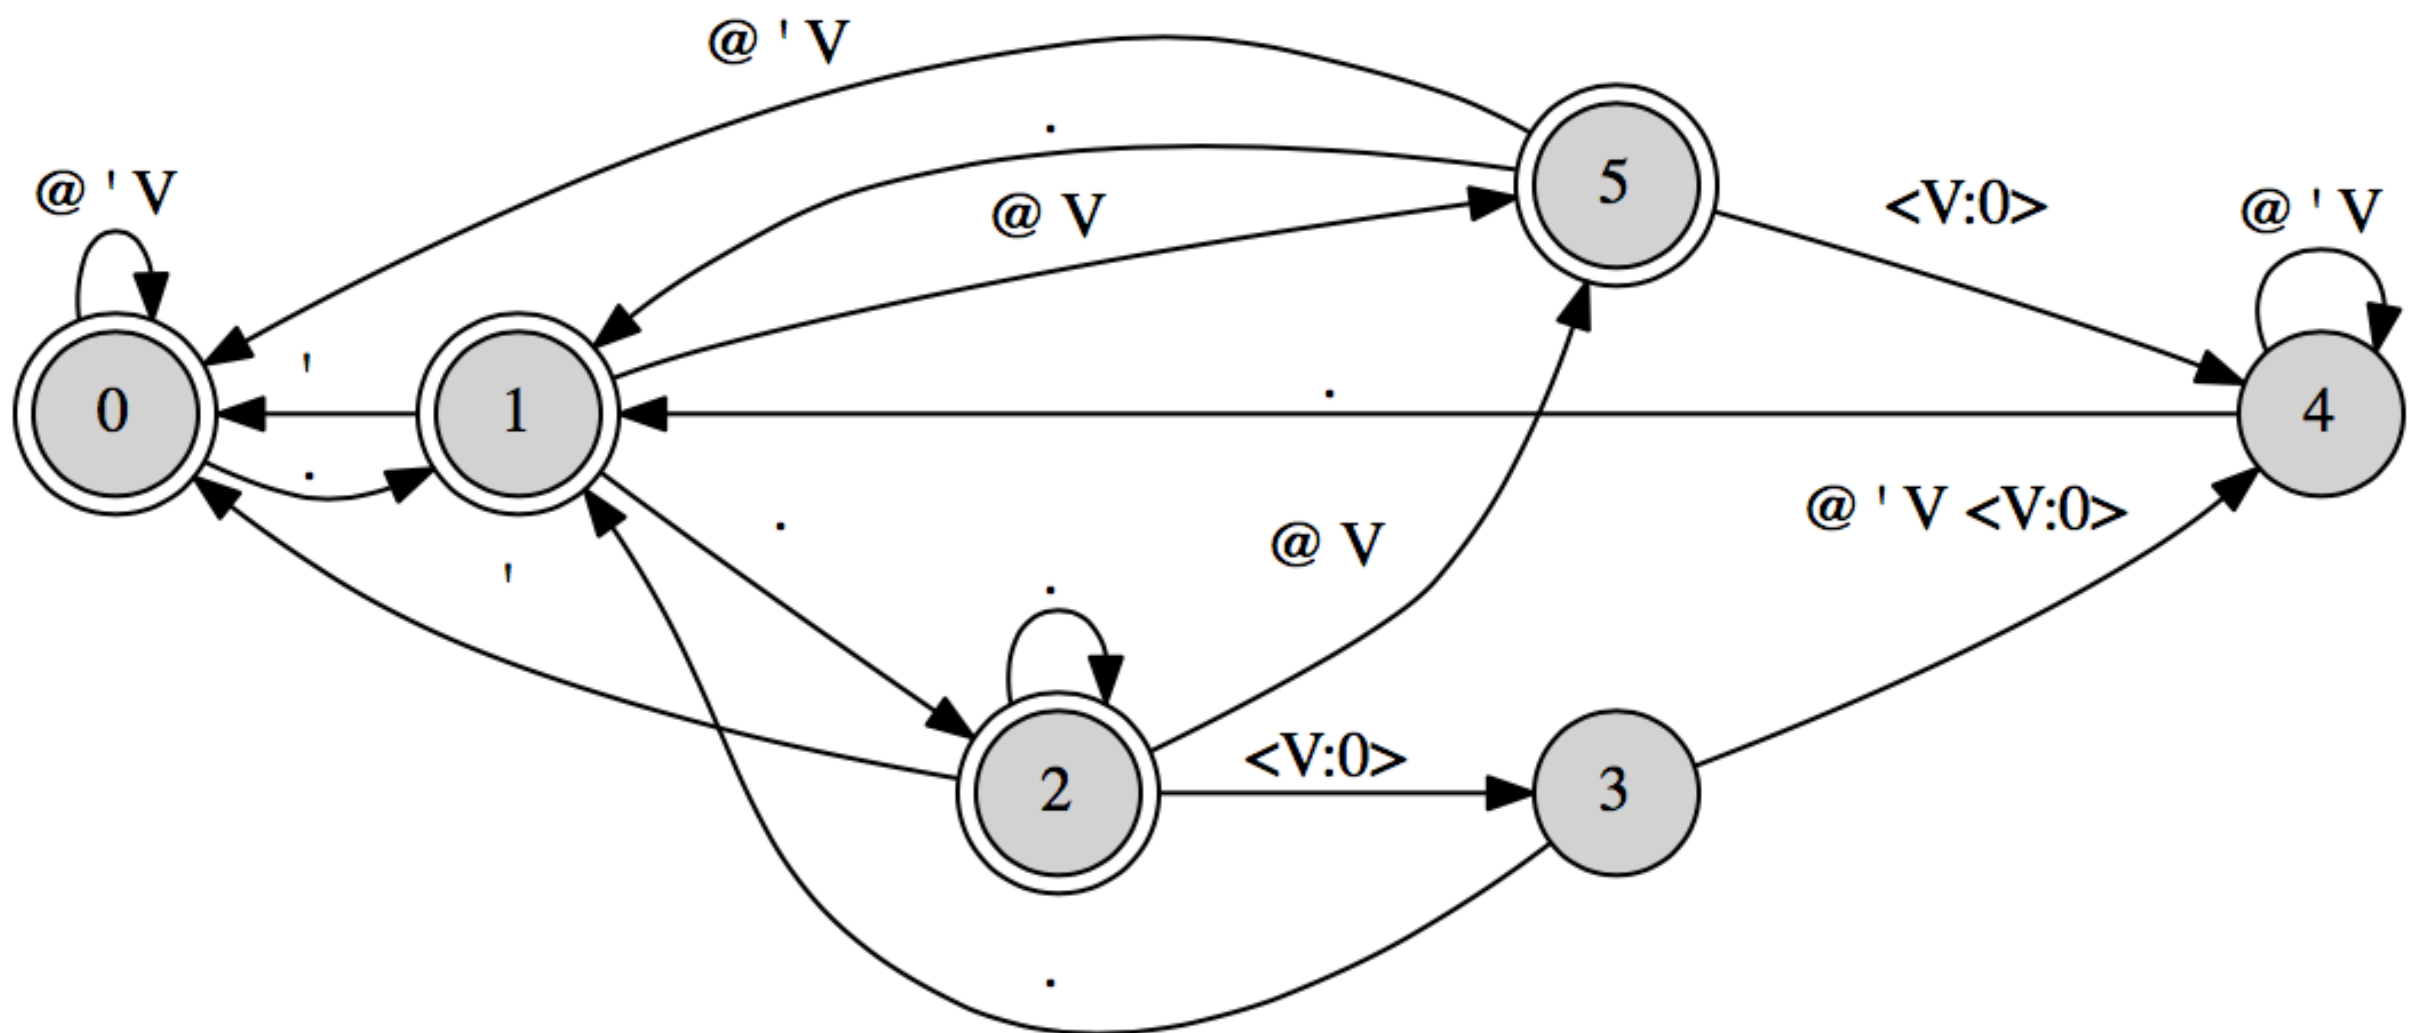 @ ' V
.
@ ' V
@ V
5
<V:0>
@ ' V
0
'
1
.
4
.
@ ' V <V:0>
.
@ V
'
.
2
<V:0>
3
.